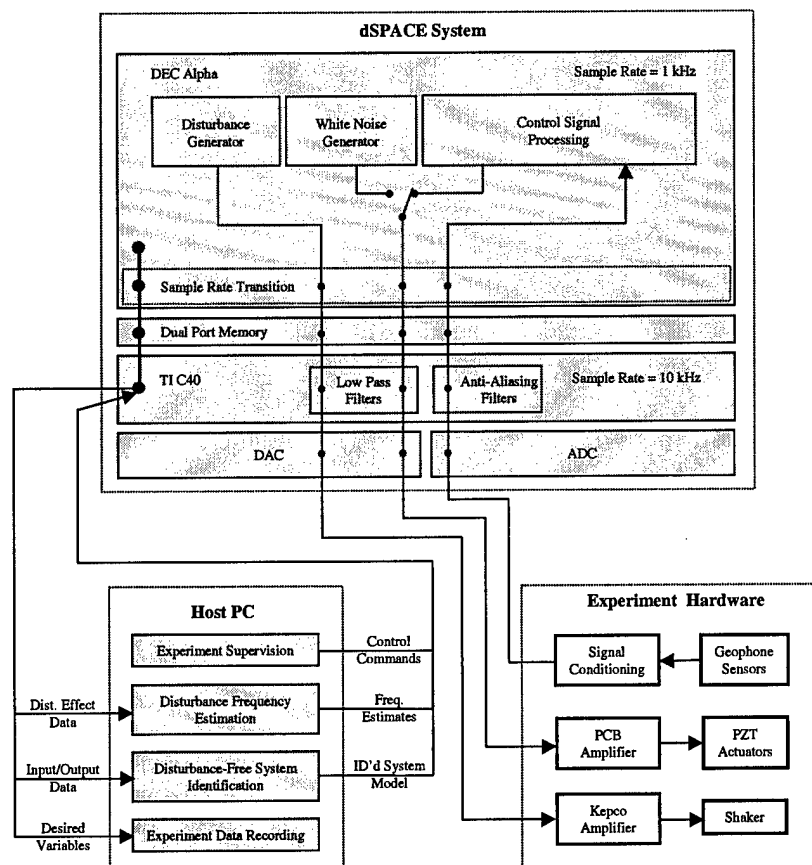 dSPACE System
DEC Alpha
Sample Rate = 1 kHz
Disturbance
Generator
White Noise
Generator
Control Signal
Processing
Sample Rate Transition
Dual Port Memory
TI C40
Low Pass
Filters
Anti-Aliasing
Filters
Sample Rate = 10 kHz
DAC
ADC
Host PC
Experiment Supervision
Control
Commands
Dist. Effect
Data
Disturbance Frequency
Estimation
Freq.
Estimates
Input/Output
Data
Disturbance-Free System
Identification
ID'd System
Model
Desired
Variables
Experiment Data Recording
Experiment Hardware
Signal
Conditioning
Geophone
Sensors
PCB
Amplifier
PZT
Actuators
Kepco
Amplifier
Shaker